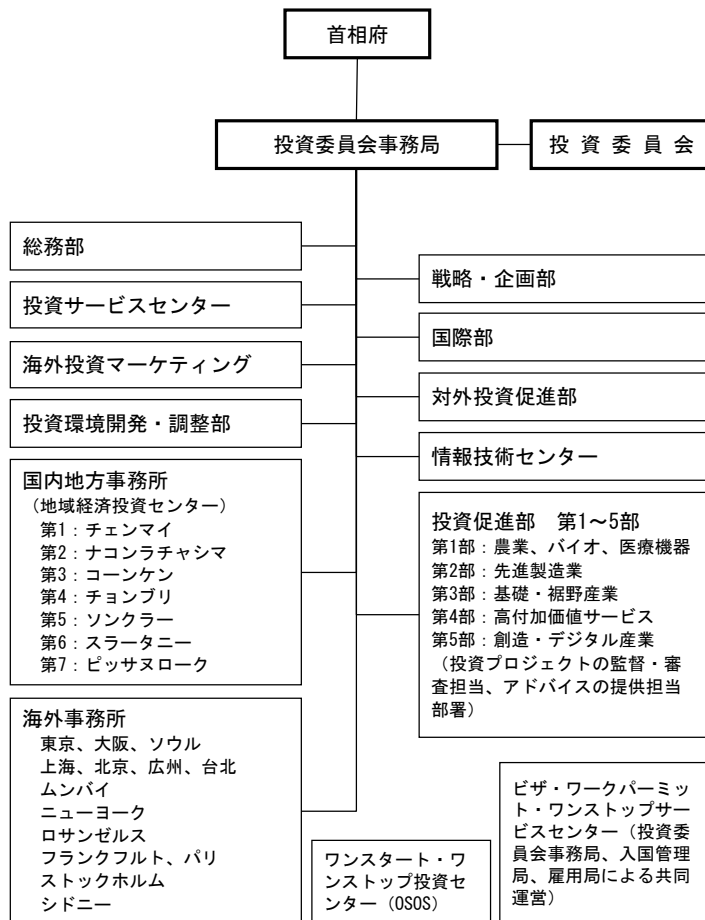 首相府
投資委員会事務局
投 資 委 員 会
総務部
投資サービスセンター
海外投資マーケティング
投資環境開発・調整部
国内地方事務所
（地域経済投資センター）
第1：チェンマイ
第2：ナコンラチャシマ
第3：コーンケン
第4：チョンブリ
第5：ソンクラー
第6：スラータニー
第7：ピッサヌローク
海外事務所
東京、大阪、ソウル
上海、北京、広州、台北
ムンバイ
ニューヨーク
ロサンゼルス
フランクフルト、パリ
ストックホルム
シドニー
戦略・企画部
国際部
対外投資促進部
情報技術センター
投資促進部　第1～5部
第1部：農業、バイオ、医療機器
第2部：先進製造業
第3部：基礎・裾野産業
第4部：高付加価値サービス
第5部：創造・デジタル産業
（投資プロジェクトの監督・審
査担当、アドバイスの提供担当
部署）
ワンスタート・ワ
ンストップ投資セ
ンター（OSOS）
ビザ・ワークパーミッ
ト・ワンストップサー
ビスセンター（投資委
員会事務局、入国管理
局、雇用局による共同
運営）